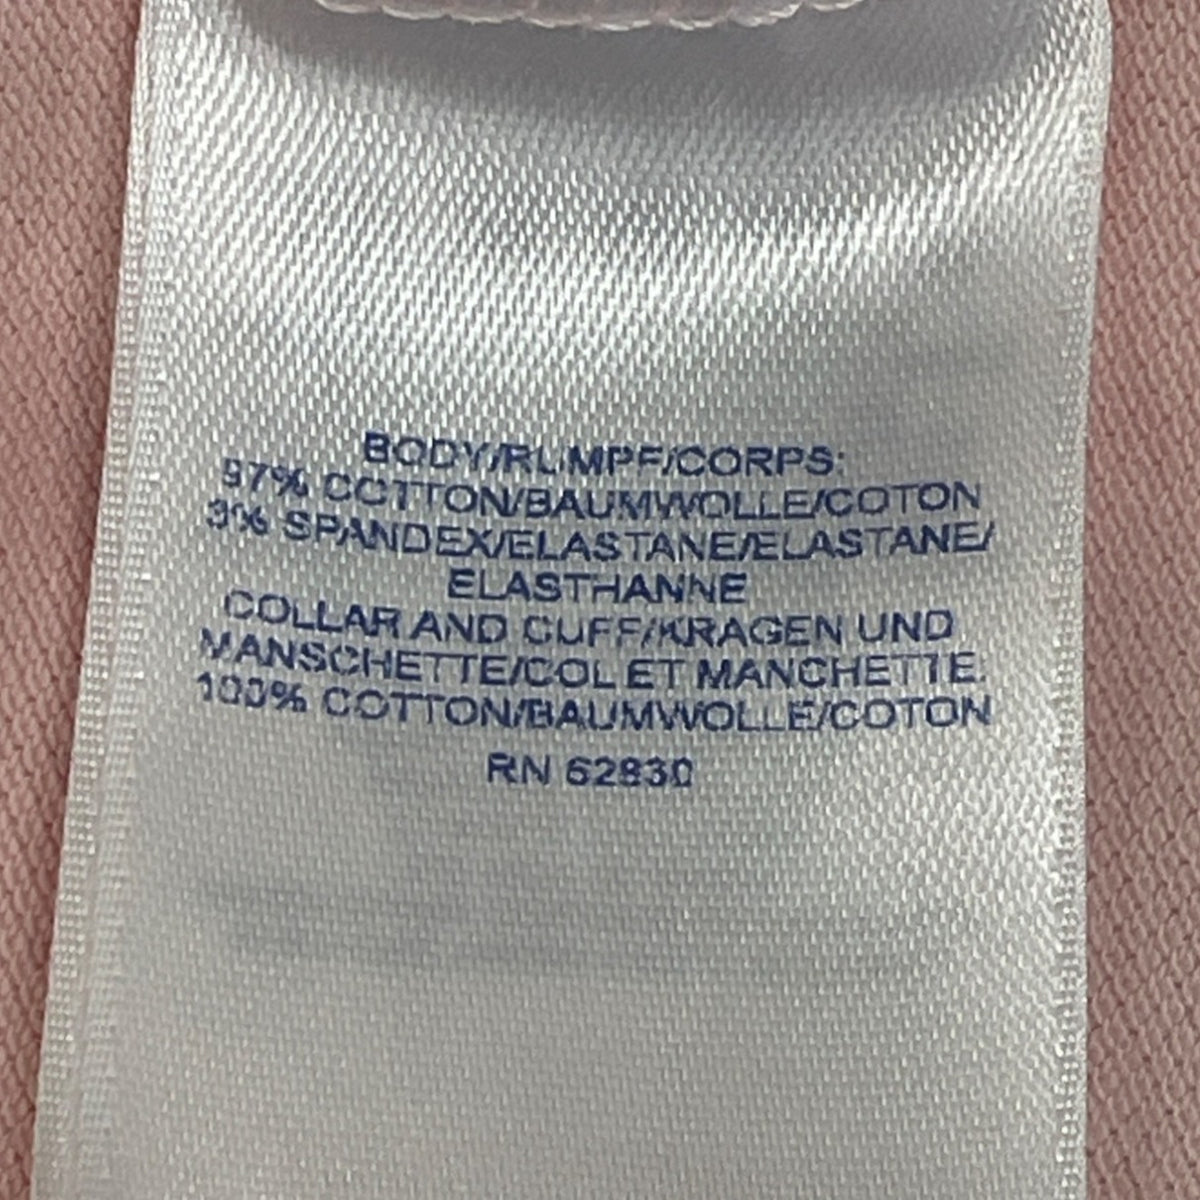 BODY/RUMPF/CORPS:
97% COTTON/BAUMWOLLE/COTON
3% SPANDEX/ELASTANE/ELASTANE/
ELASTHANNE
COLLAR AND CUFF/KRAGEN UND
MANSCHETTE/COL ET MANCHETTE:
100% COTTON/BAUMWOLLE/COTON
RN 62830